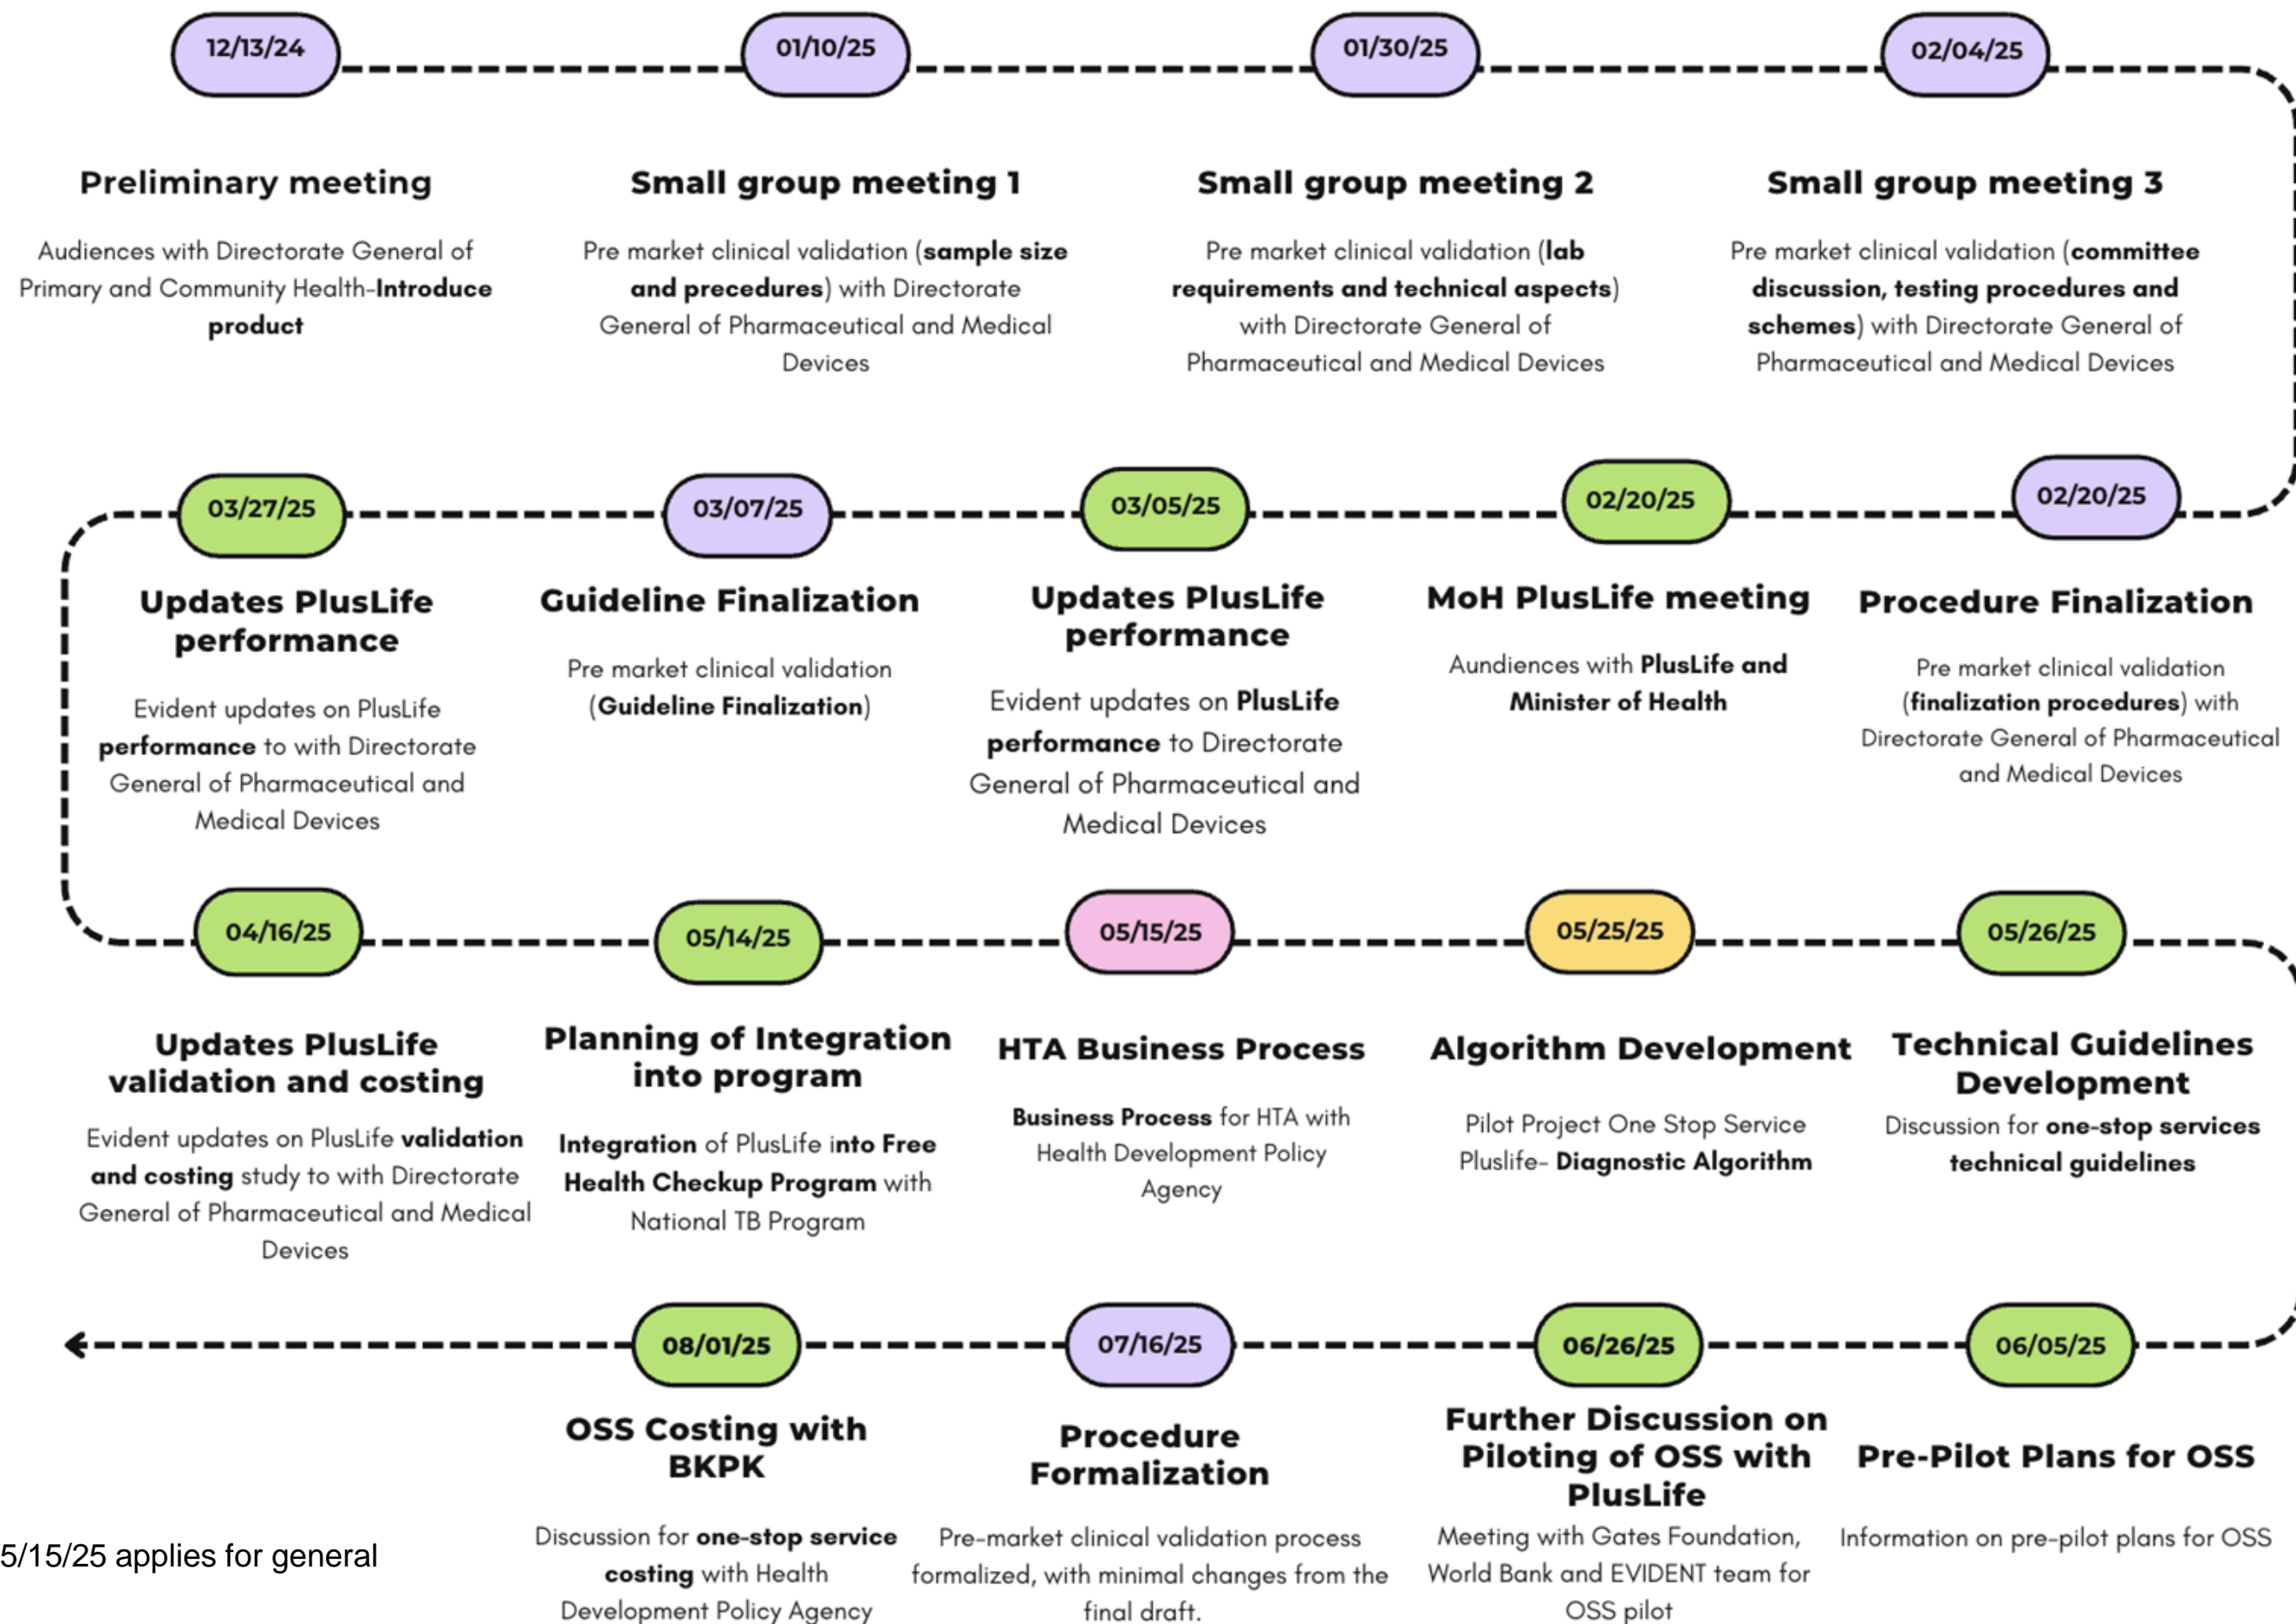 12/13/24
01/10/25
01/30/25
02/04/25
Preliminary meeting
Audiences with Directorate General of
Primary and Community Health-Introduce
product
Small group meeting 1
Pre market clinical validation (sample size
and precedures) with Directorate
General of Pharmaceutical and Medical
Devices
Small group meeting 2
Pre market clinical validation (lab
requirements and technical aspects)
with Directorate General of
Pharmaceutical and Medical Devices
Small group meeting 3
Pre market clinical validation (committee
discussion, testing procedures and
schemes) with Directorate General of
Pharmaceutical and Medical Devices
03/27/25
03/07/25
03/05/25
02/20/25
02/20/25
Updates PlusLife
performance
Evident updates on PlusLife
performance to with Directorate
General of Pharmaceutical and
Medical Devices
Guideline Finalization
Pre market clinical validation
(Guideline Finalization)
Updates PlusLife
performance
Evident updates on PlusLife
performance to Directorate
General of Pharmaceutical and
Medical Devices
MoH PlusLife meeting
Aundiences with PlusLife and
Minister of Health
Procedure Finalization
Pre market clinical validation
(finalization procedures) with
Directorate General of Pharmaceutical
and Medical Devices
04/16/25
05/14/25
05/15/25
05/25/25
05/26/25
Updates PlusLife
validation and costing
Evident updates on PlusLife validation
and costing study to with Directorate
General of Pharmaceutical and Medical
Devices
Planning of Integration
into program
Integration of PlusLife into Free
Health Checkup Program with
National TB Program
HTA Business Process
Business Process for HTA with
Health Development Policy
Agency
Algorithm Development
Pilot Project One Stop Service
Pluslife- Diagnostic Algorithm
Technical Guidelines
Development
Discussion for one-stop services
technical guidelines
08/01/25
07/16/25
06/26/25
06/05/25
OSS Costing with
BKPK
Discussion for one-stop service
costing with Health
Development Policy Agency
Procedure
Formalization
Pre-market clinical validation process
formalized, with minimal changes from the
final draft.
Further Discussion on
Piloting of OSS with
PlusLife
Meeting with Gates Foundation,
World Bank and EVIDENT team for
OSS pilot
Pre-Pilot Plans for OSS
Information on pre-pilot plans for OSS
5/15/25 applies for general